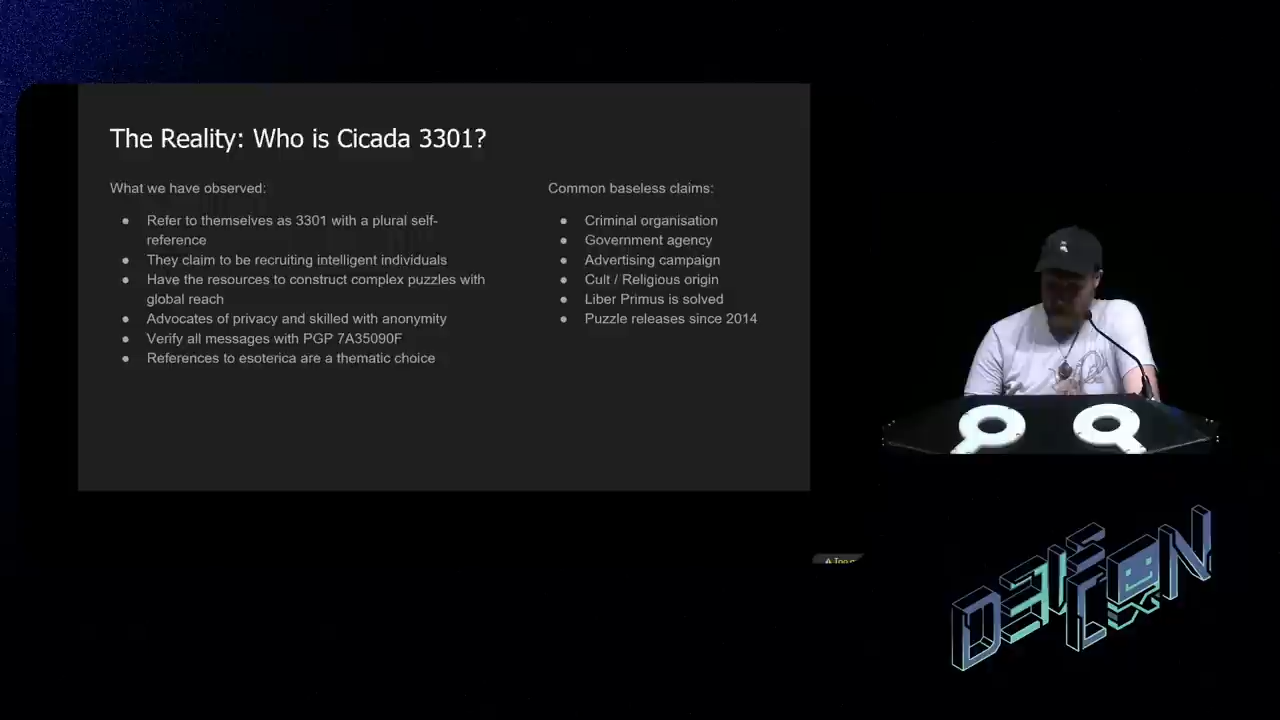 The Reality: Who is Cicada 3301?
What we have observed:
Refer to themselves as 3301 with a plural self-
reference
They claim to be recruiting intelligent individuals
Have the resources to construct complex puzzles with
global reach
Advocates of privacy and skilled with anonymity
Verify all messages with PGP 7A35090F
References to esoterica are a thematic choice
Common baseless claims:
Criminal organisation
Government agency
Advertising campaign
Cult / Religious origin
Liber Primus is solved
Puzzle releases since 2014
DEF
CON